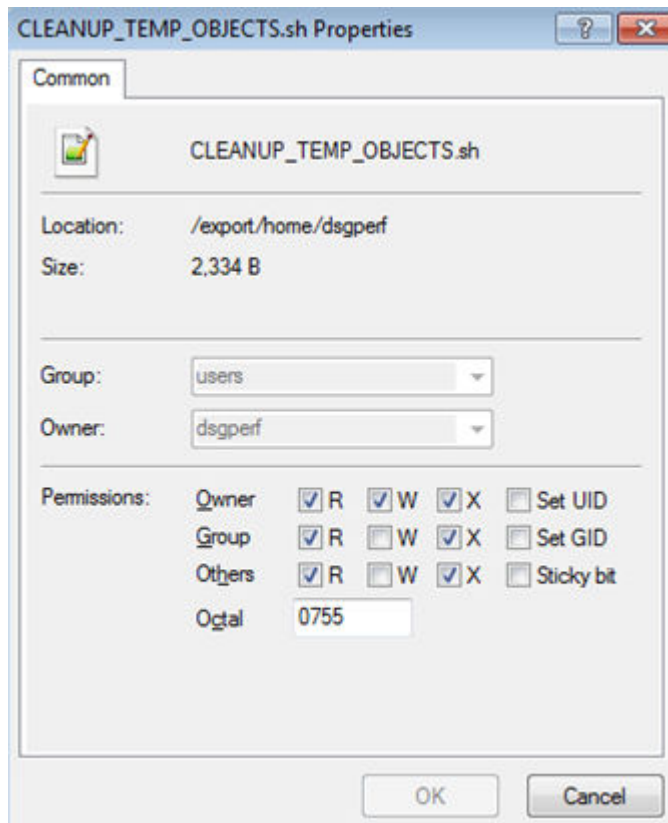 CLEANUP_TEMP_OBJECTS.sh Properties
Common
CLEANUP_TEMP_OBJECTS.sh
Location: /export/home/dsgperf
Size: 2,334 B
Group: users
Owner: dsgperf
Permissions: Owner R W X Set UID
Group R W X Set GID
Others R W X Sticky bit
Octal 0755
OK Cancel